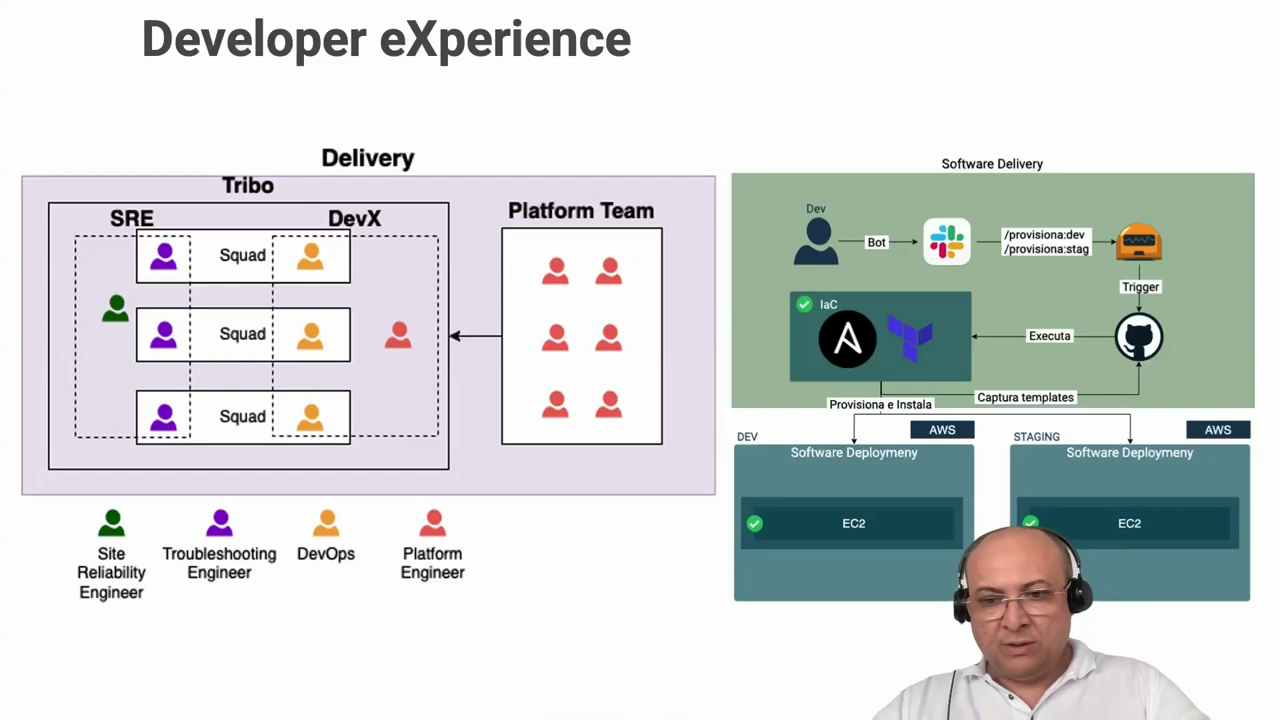 Developer eXperience
Delivery
Tribo
SRE
DevX
Squad
Squad
Squad
Platform Team
Site
Reliability
Engineer
Troubleshooting
Engineer
DevOps
Platform
Engineer
Software Delivery
Dev
Bot
/provisiona:dev
/provisiona:stag
Trigger
IaC
Executa
Captura templates
Provisiona e Instala
DEV
AWS
Software Deploymeny
EC2
STAGING
AWS
Software Deploymeny
EC2